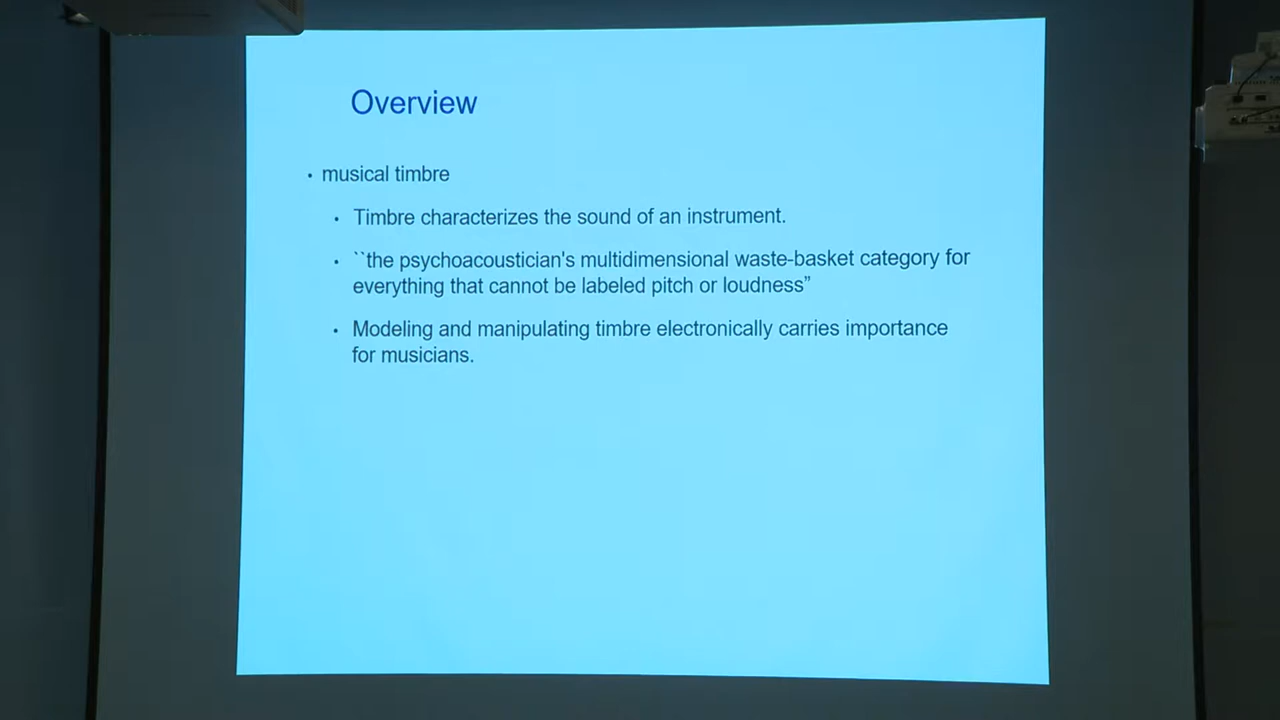 Overview
• musical timbre
• Timbre characterizes the sound of an instrument.
• ``the psychoacoustician's multidimensional waste-basket category for
everything that cannot be labeled pitch or loudness”
• Modeling and manipulating timbre electronically carries importance
for musicians.